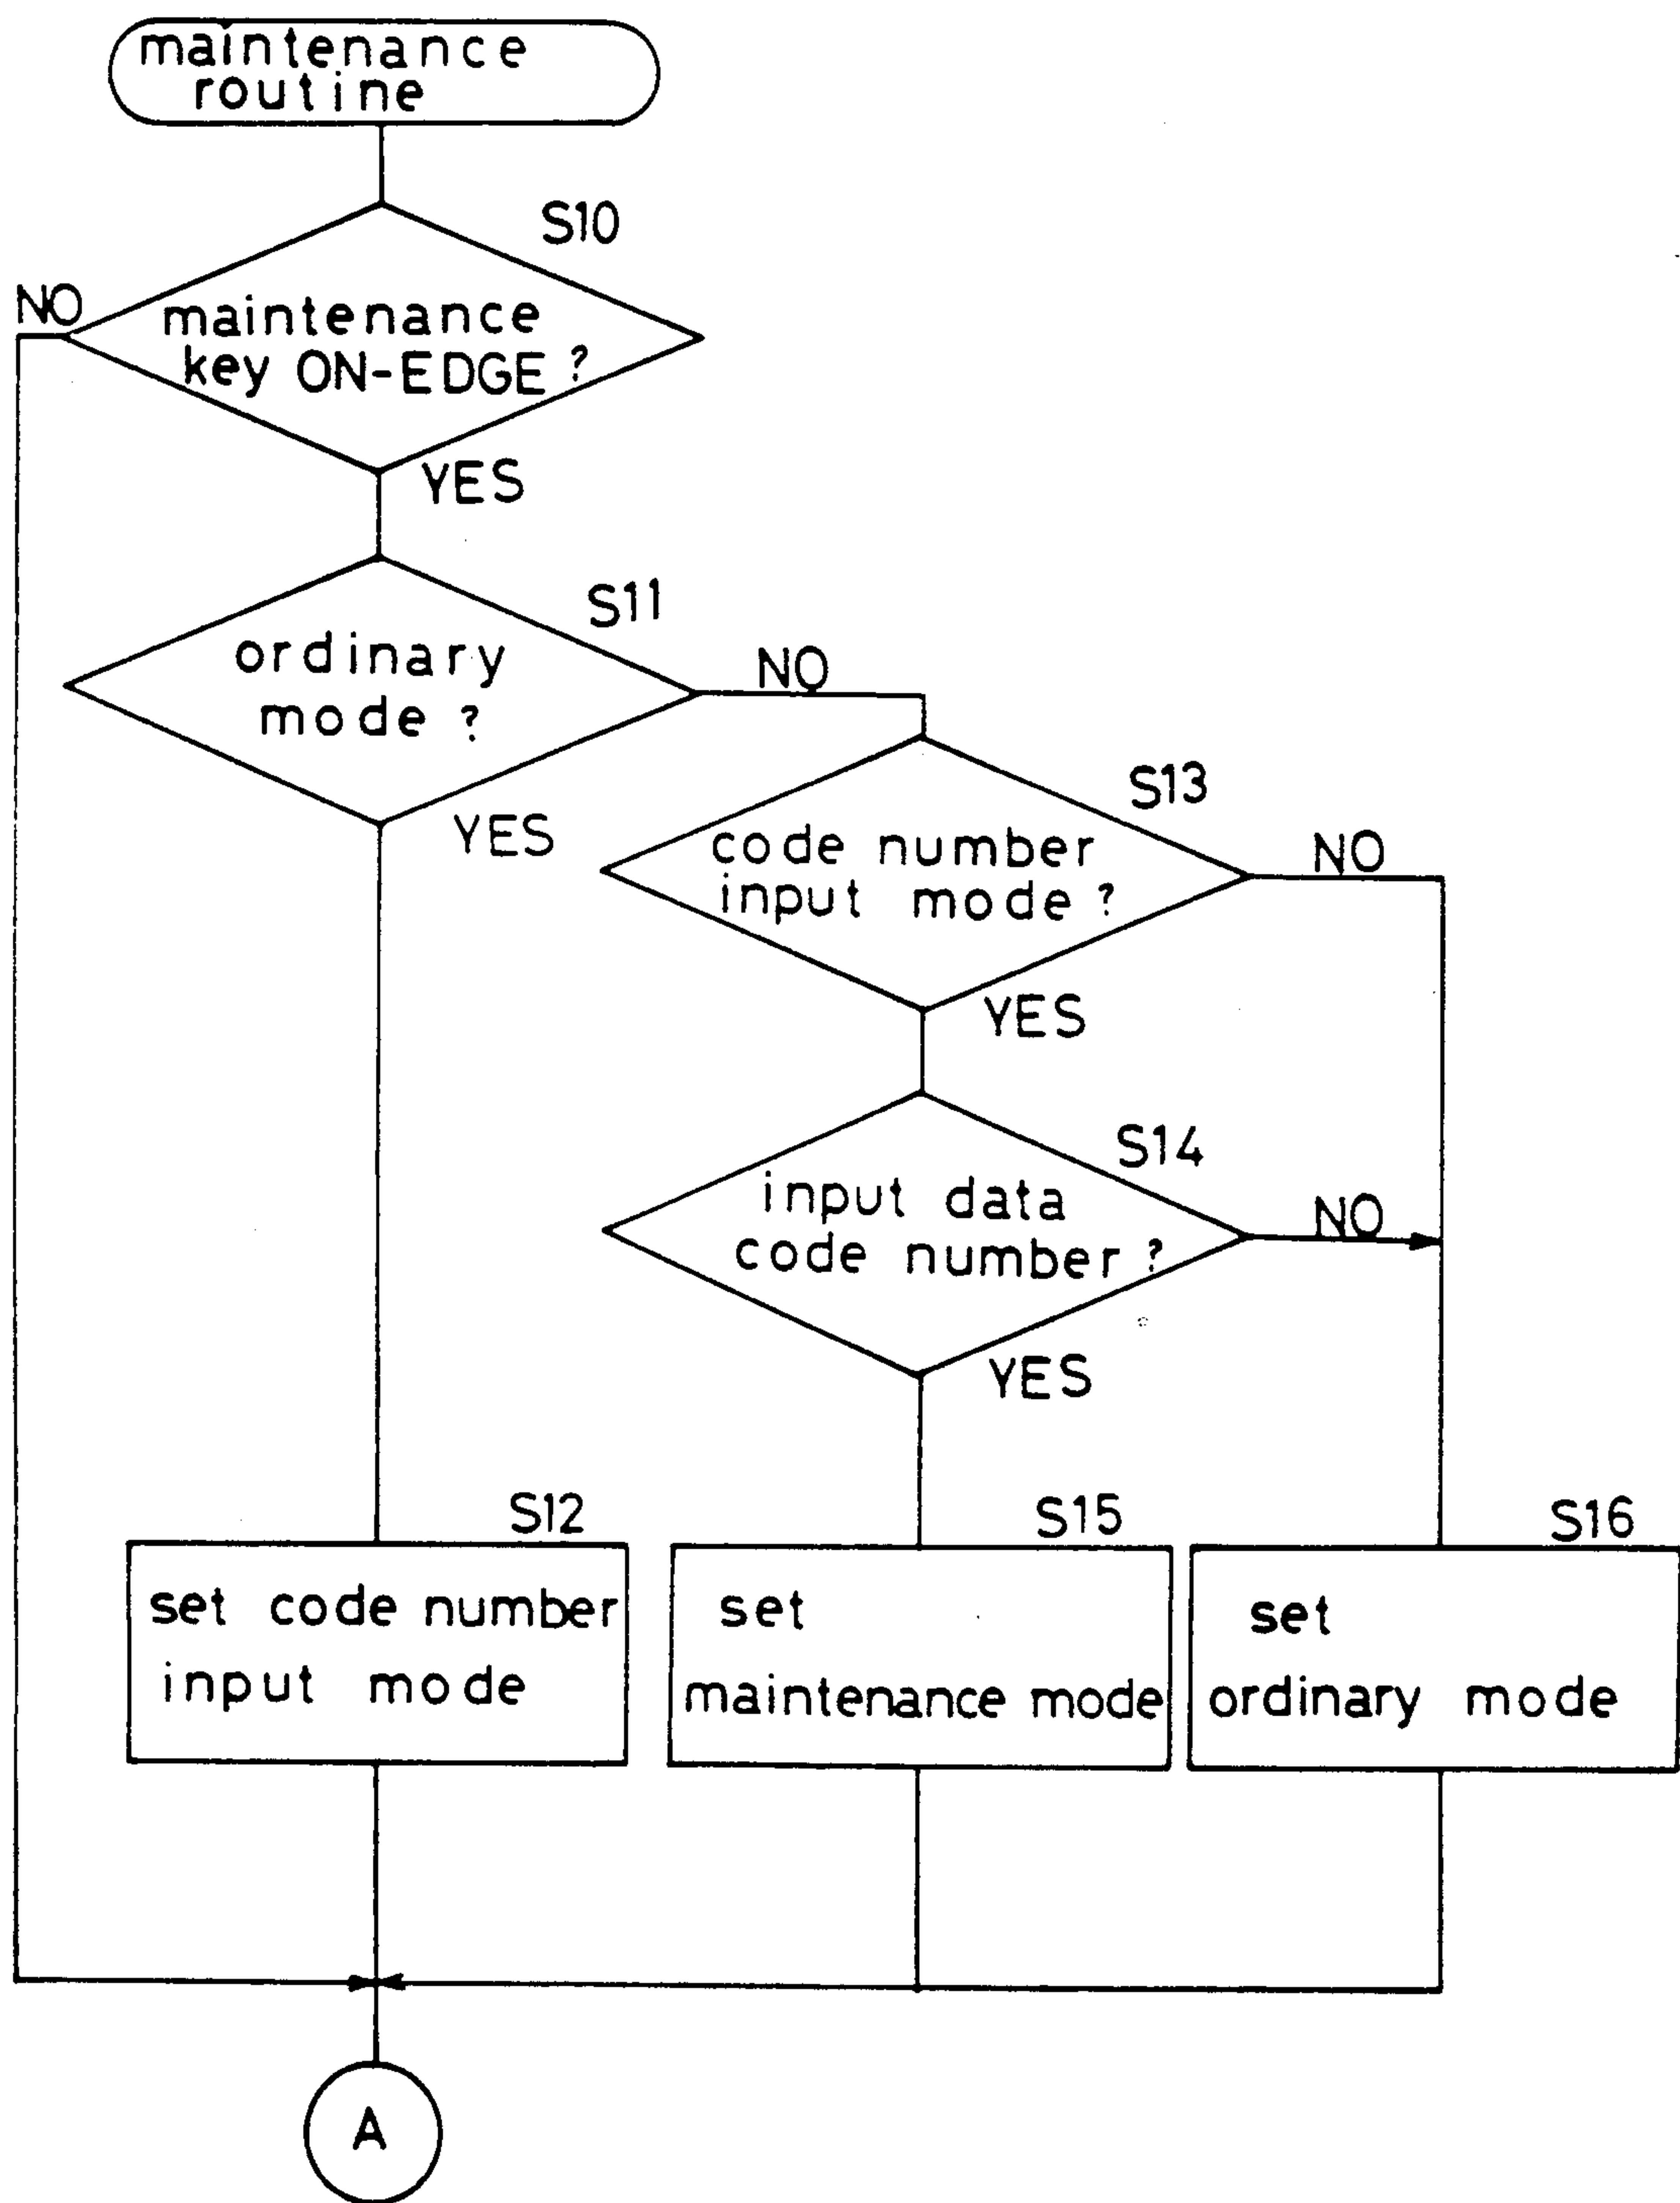 maintenance
routine
S10
NO
maintenance
key ON-EDGE ?
YES
S11
ordinary
mode ?
NO
YES
S13
code number
input mode ?
NO
YES
S14
input data
code number ?
NO
YES
S12
set code number
input mode
S15
set
maintenance mode
S16
set
ordinary mode
A